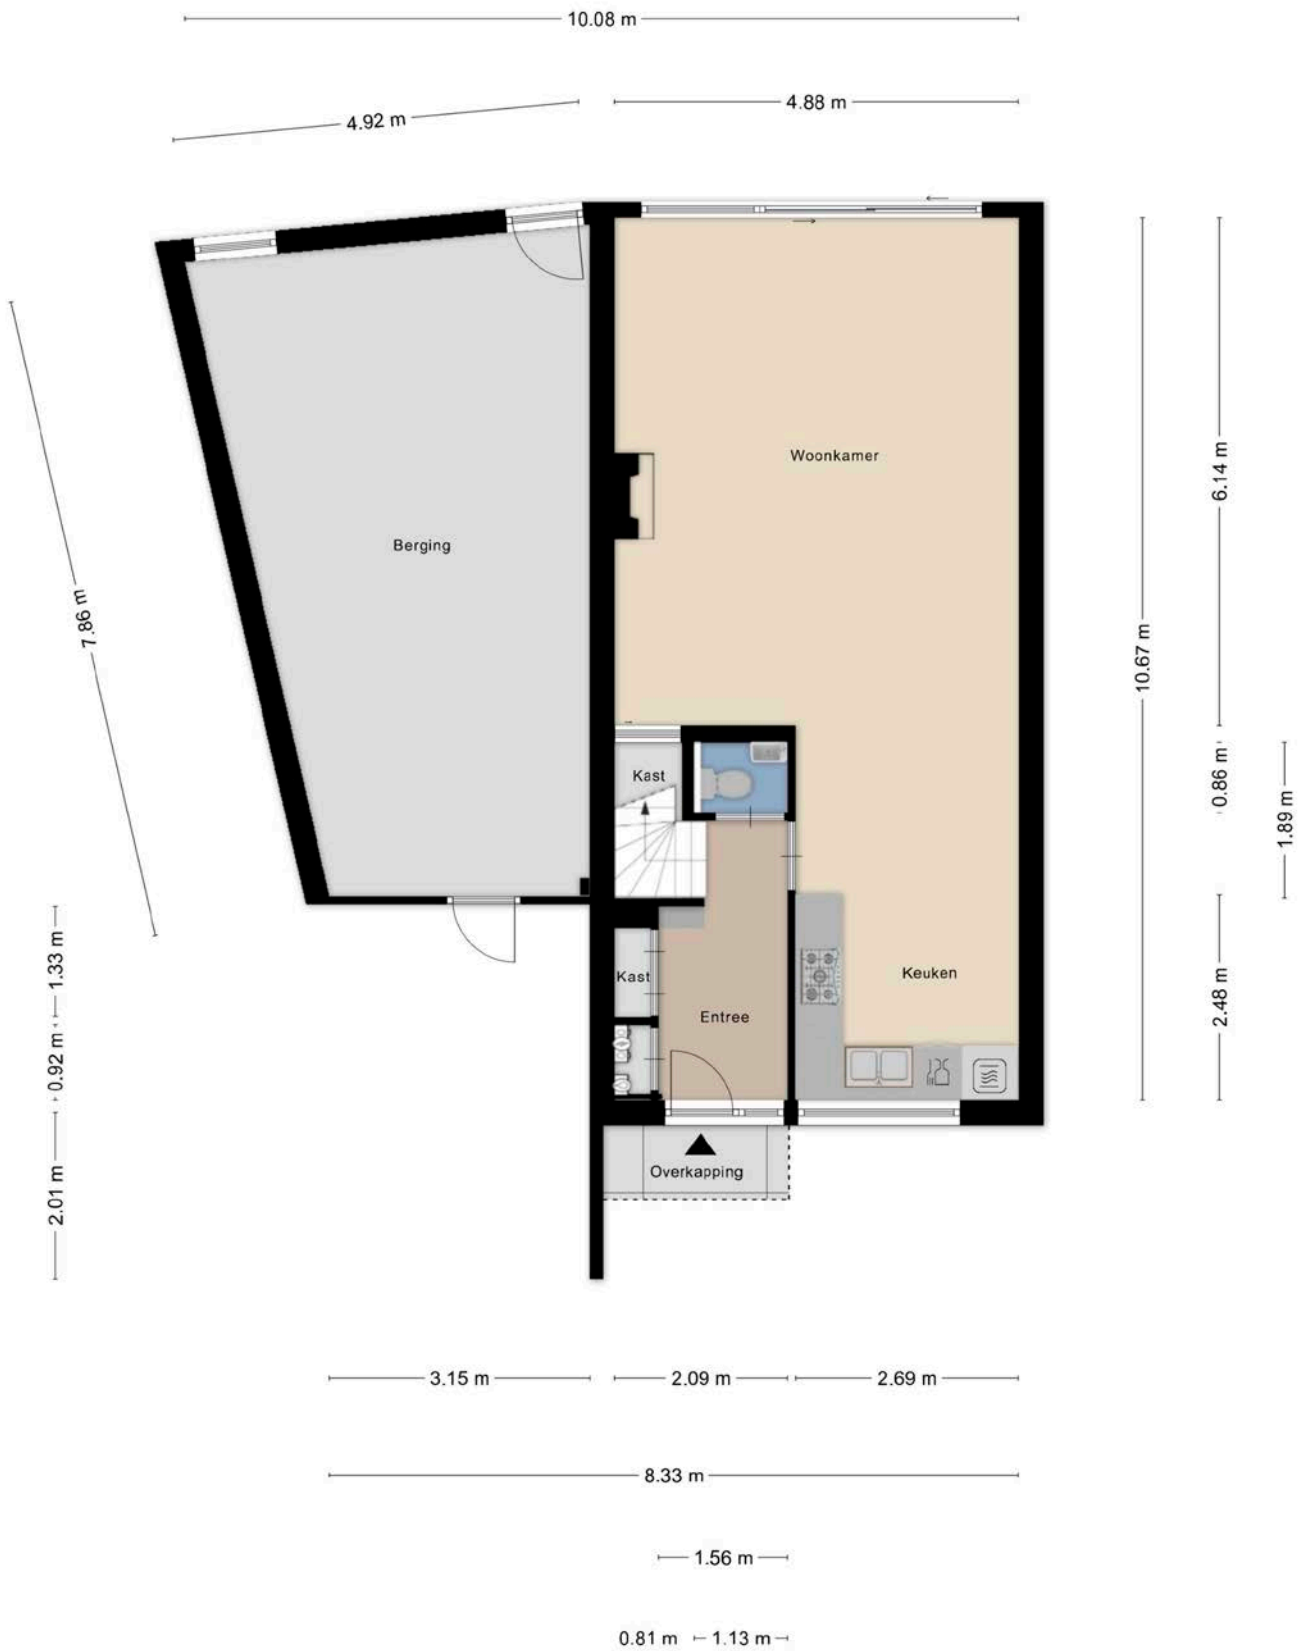 10.08 m
4.92 m
4.88 m
Woonkamer
6.14 m
Berging
7.86 m
10.67 m
Kast
0.86 m
1.89 m
1.33 m
Kast
Keuken
2.48 m
Entree
0.92 m
Overkapping
2.01 m
3.15 m
2.09 m
2.69 m
8.33 m
1.56 m
0.81 m
1.13 m